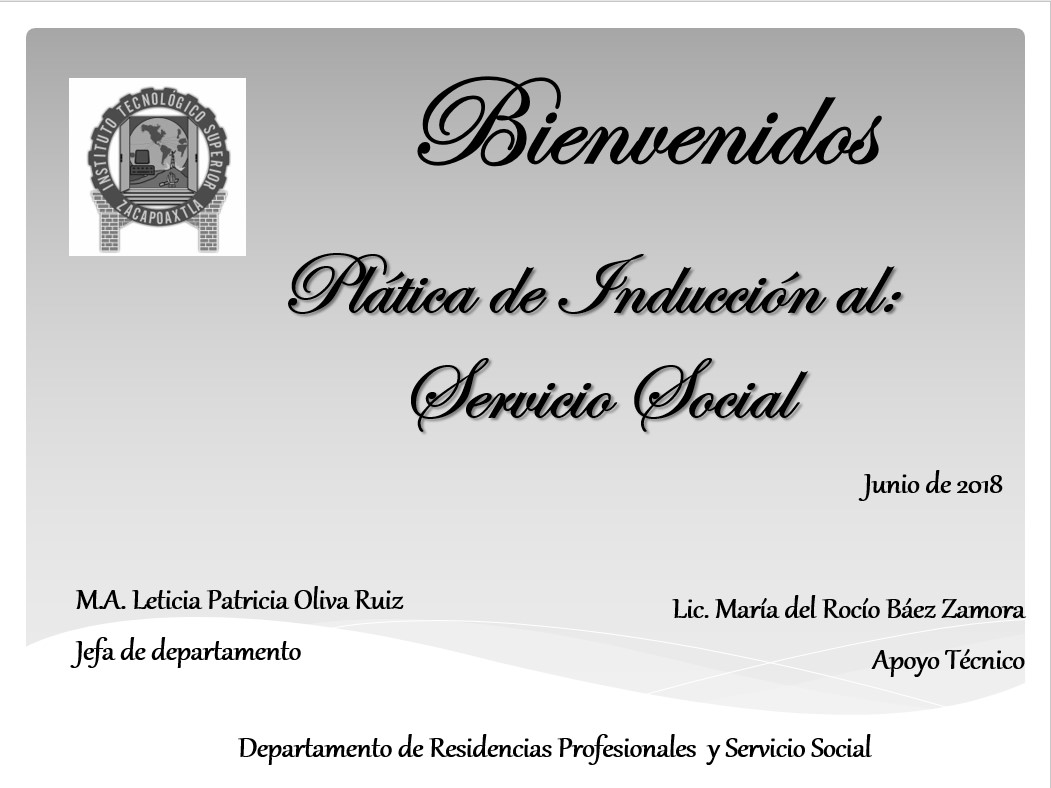 INSTITUTO TECNOLÓGICO SUPERIOR
ZACAPOAXTLA
Bienvenidos
Plática de Inducción al:
Servicio Social
Junio de 2018
M.A. Leticia Patricia Oliva Ruiz
Jefa de departamento
Lic. María del Rocío Báez Zamora
Apoyo Técnico
Departamento de Residencias Profesionales y Servicio Social